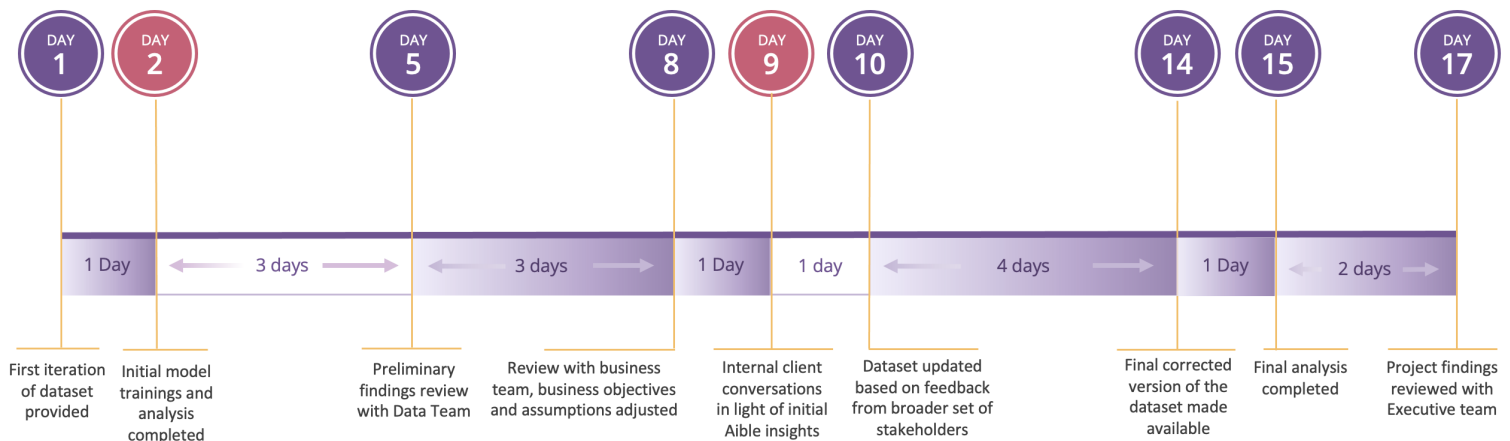 DAY
1
DAY
2
DAY
5
DAY
8
DAY
9
DAY
10
DAY
14
DAY
15
DAY
17
1 Day
3 days
3 days
1 Day
1 day
4 days
1 Day
2 days
First iteration
of dataset
provided
Initial model
trainings and
analysis
completed
Preliminary
findings review
with Data Team
Review with business
team, business objectives
and assumptions adjusted
Internal client
conversations
in light of initial
Aible insights
Dataset updated
based on feedback
from broader set of
stakeholders
Final corrected
version of the
dataset made
available
Final analysis
completed
Project findings
reviewed with
Executive team